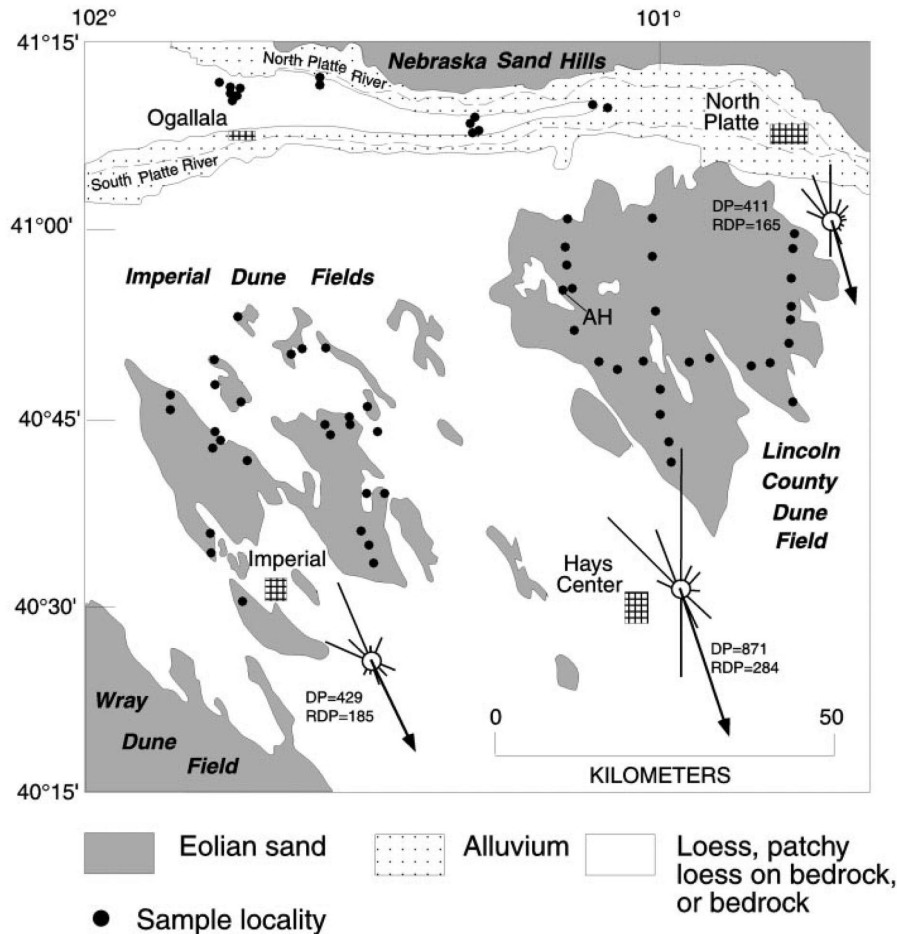 102°
101°
41°15'
Nebraska Sand Hills
North Platte River
Ogallala
North
Platte
South Platte River
41°00'
DP=411
RDP=165
Imperial Dune Fields
AH
40°45'
Lincoln
County
Dune
Field
Imperial
Hays
Center
40°30'
DP=871
RDP=284
DP=429
RDP=185
Wray
Dune
Field
0
50
KILOMETERS
40°15'
Eolian sand
Alluvium
Loess, patchy
loess on bedrock,
or bedrock
Sample locality